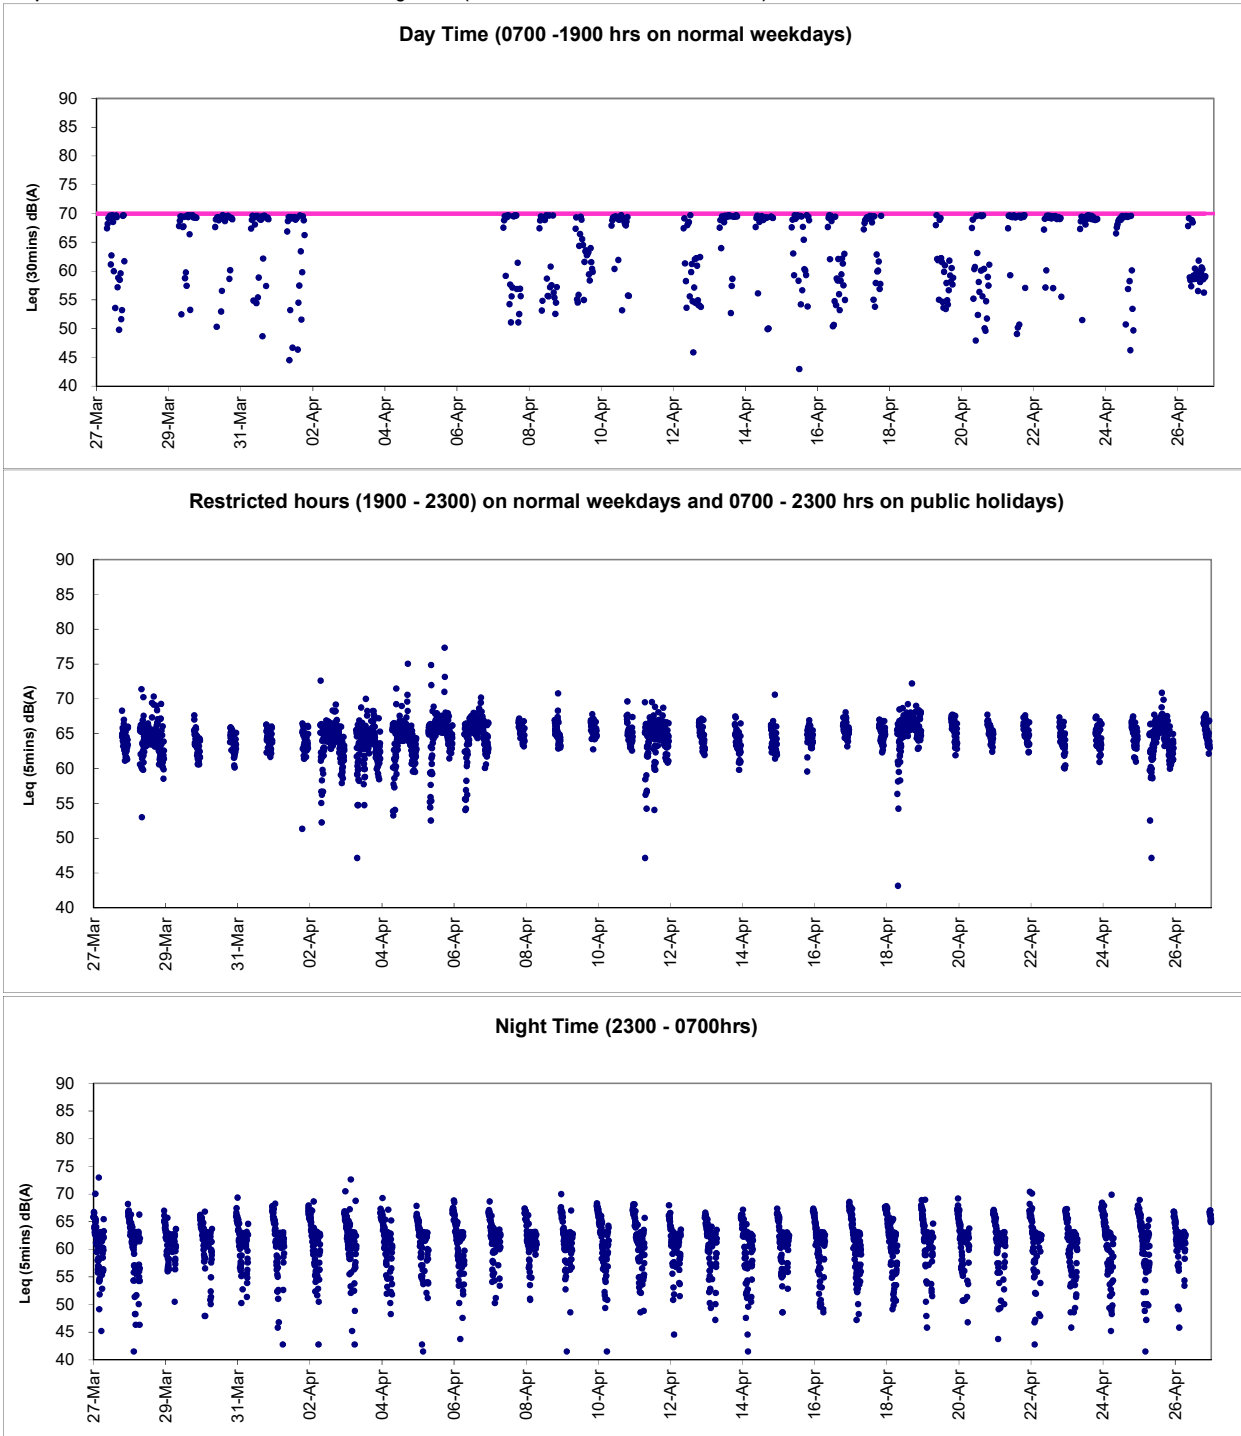 Day Time (0700 -1900 hrs on normal weekdays)
Leq (30mins) dB(A)
90
85
80
75
70
65
60
55
50
45
40
27-Mar
29-Mar
31-Mar
02-Apr
04-Apr
06-Apr
08-Apr
10-Apr
12-Apr
14-Apr
16-Apr
18-Apr
20-Apr
22-Apr
24-Apr
26-Apr
Restricted hours (1900 - 2300) on normal weekdays and 0700 - 2300 hrs on public holidays)
Leq (5mins) dB(A)
90
85
80
75
70
65
60
55
50
45
40
27-Mar
29-Mar
31-Mar
02-Apr
04-Apr
06-Apr
08-Apr
10-Apr
12-Apr
14-Apr
16-Apr
18-Apr
20-Apr
22-Apr
24-Apr
26-Apr
Night Time (2300 - 0700hrs)
Leq (5mins) dB(A)
90
85
80
75
70
65
60
55
50
45
40
27-Mar
29-Mar
31-Mar
02-Apr
04-Apr
06-Apr
08-Apr
10-Apr
12-Apr
14-Apr
16-Apr
18-Apr
20-Apr
22-Apr
24-Apr
26-Apr